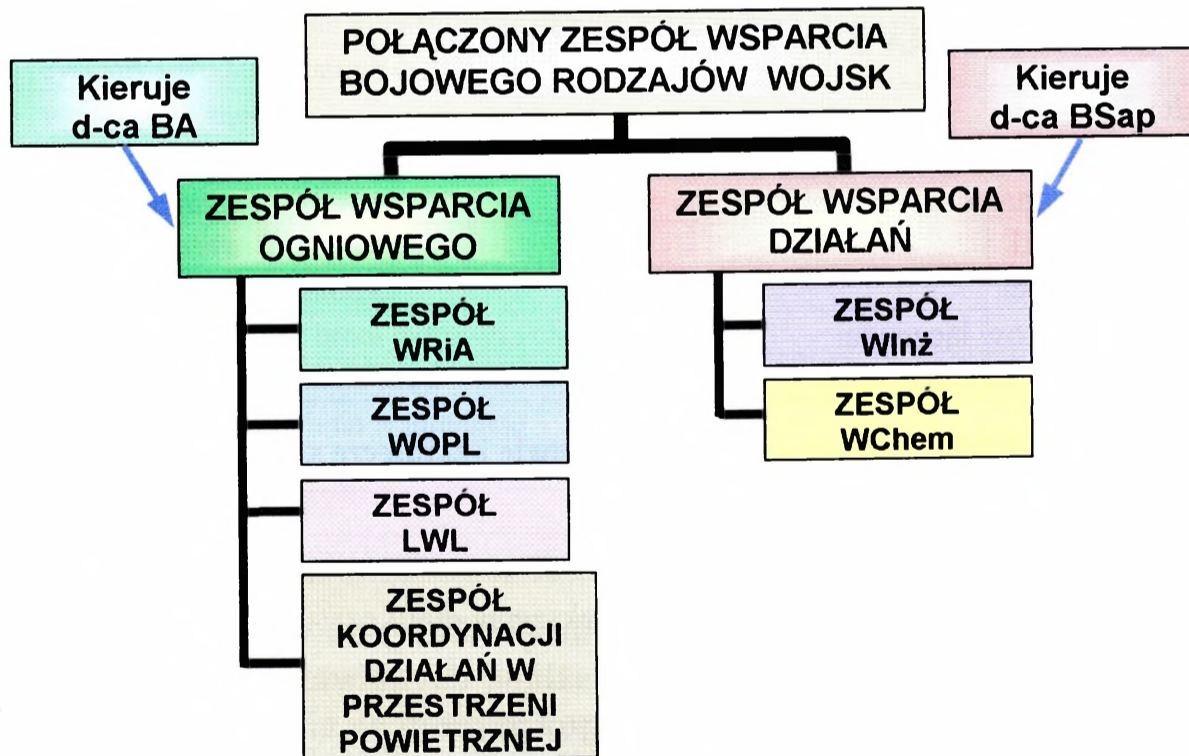 POŁĄCZONY ZESPÓŁ WSPARCIA
BOJOWEGO RODZAJÓW WOJSK
Kieruje
d-ca BA
Kieruje
d-ca BSap
ZESPÓŁ WSPARCIA
OGNIOWEGO
ZESPÓŁ WSPARCIA
DZIAŁAŃ
ZESPÓŁ
WRiA
ZESPÓŁ
WOPL
ZESPÓŁ
LWL
ZESPÓŁ
KOORDYNACJI
DZIAŁAŃ W
PRZESTRZENI
POWIETRZNEJ
ZESPÓŁ
WInż
ZESPÓŁ
WChem